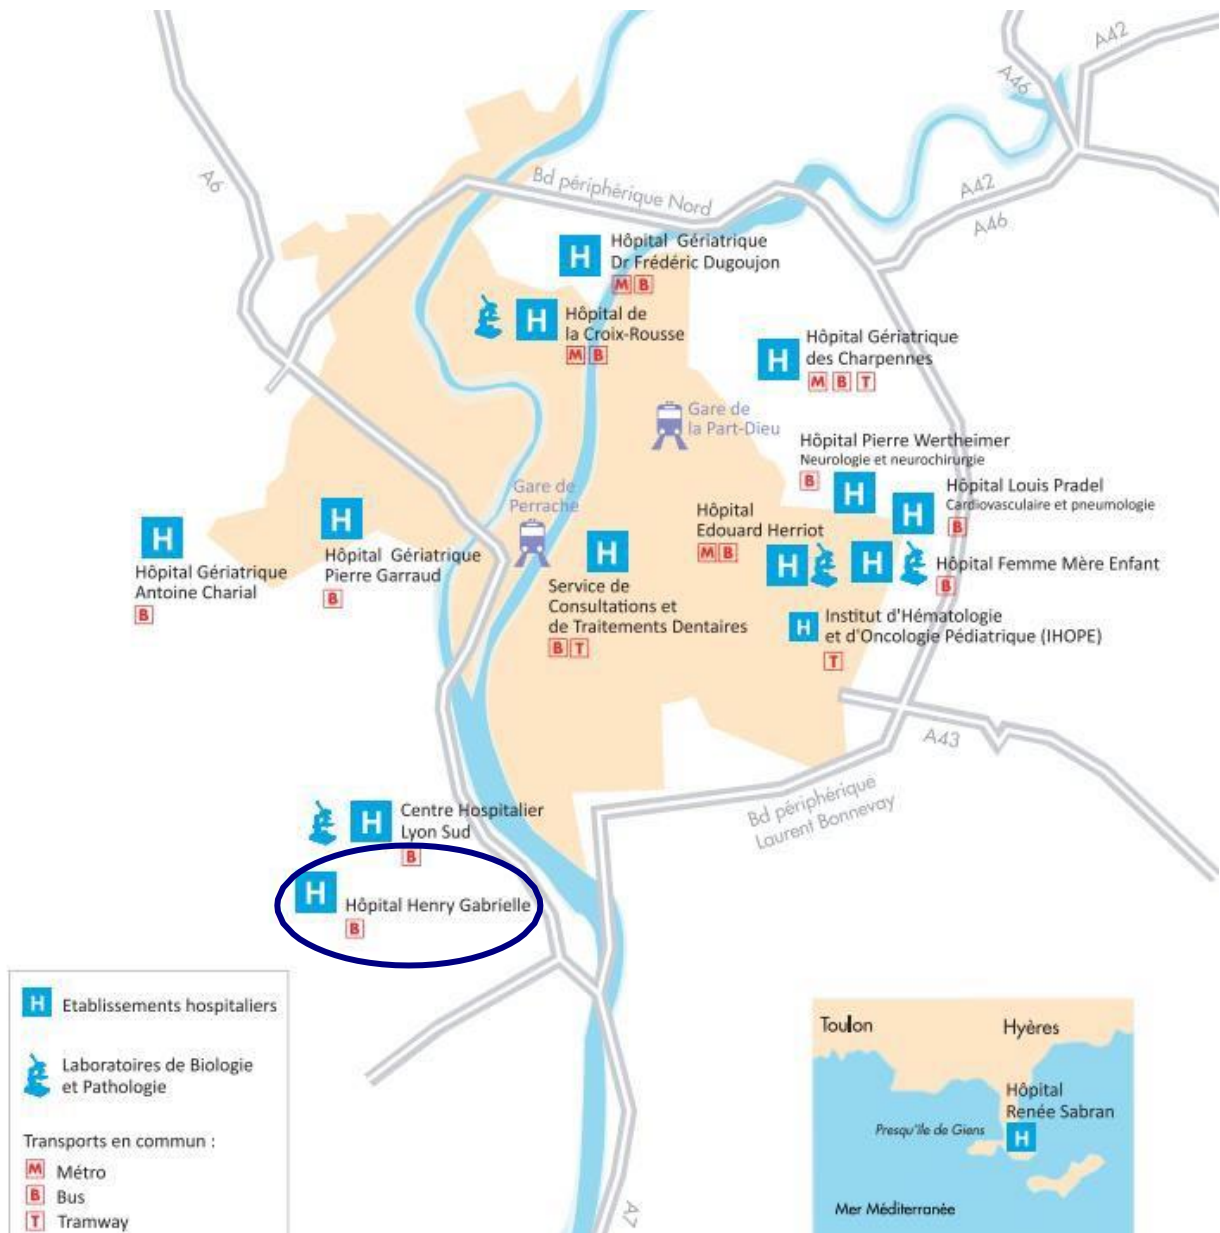 A42
A46
A6
Bd périphérique Nord
A42
A46
H
Hôpital Gériatrique
Dr Frédéric Dugoujon
M B
H
Hôpital de
la Croix-Rousse
M B
H
Hôpital Gériatrique
des Charpennes
M B T
Gare de
la Part-Dieu
Hôpital Pierre Wertheimer
Neurologie et neurochirurgie
B
H
Hôpital Louis Pradel
Cardiovasculaire et pneumologie
B
H
Gare de
Perrache
Hôpital
Edouard Herriot
M B
H
H
Hôpital Femme Mère Enfant
B
H
Hôpital Gériatrique
Antoine Charial
B
H
Hôpital Gériatrique
Pierre Garraud
B
H
Service de
Consultations et
de Traitements Dentaires
B T
H
Institut d'Hématologie
et d'Oncologie Pédiatrique (IHOPE)
T
A43
Bd périphérique
Laurent Bonnevay
H
Centre Hospitalier
Lyon Sud
B
H
Hôpital Henry Gabrielle
B
H Etablissements hospitaliers
Laboratoires de Biologie
et Pathologie
Transports en commun :
M Métro
B Bus
T Tramway
A7
Toulon
Hyères
Hôpital
Renée Sabran
H
Presqu'île de Giens
Mer Méditerranée